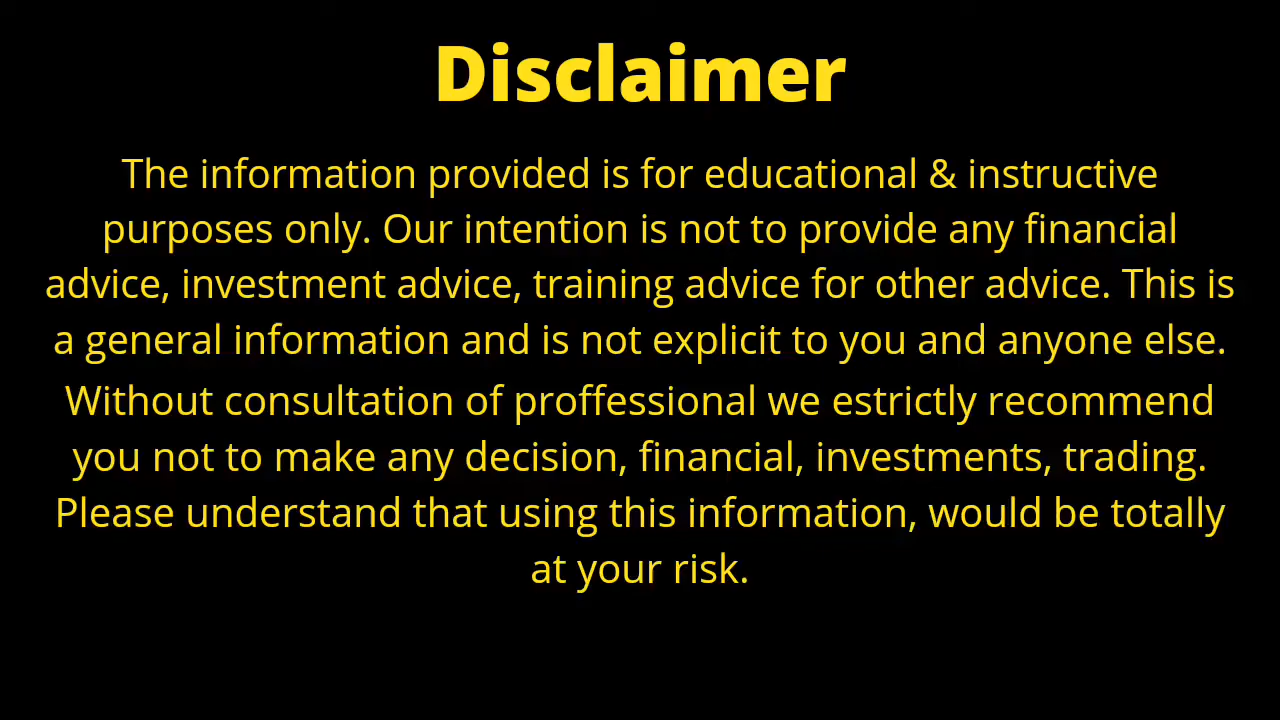 Disclaimer
The information provided is for educational & instructive
purposes only. Our intention is not to provide any financial
advice, investment advice, training advice for other advice. This is
a general information and is not explicit to you and anyone else.
Without consultation of proffessional we estrictly recommend
you not to make any decision, financial, investments, trading.
Please understand that using this information, would be totally
at your risk.